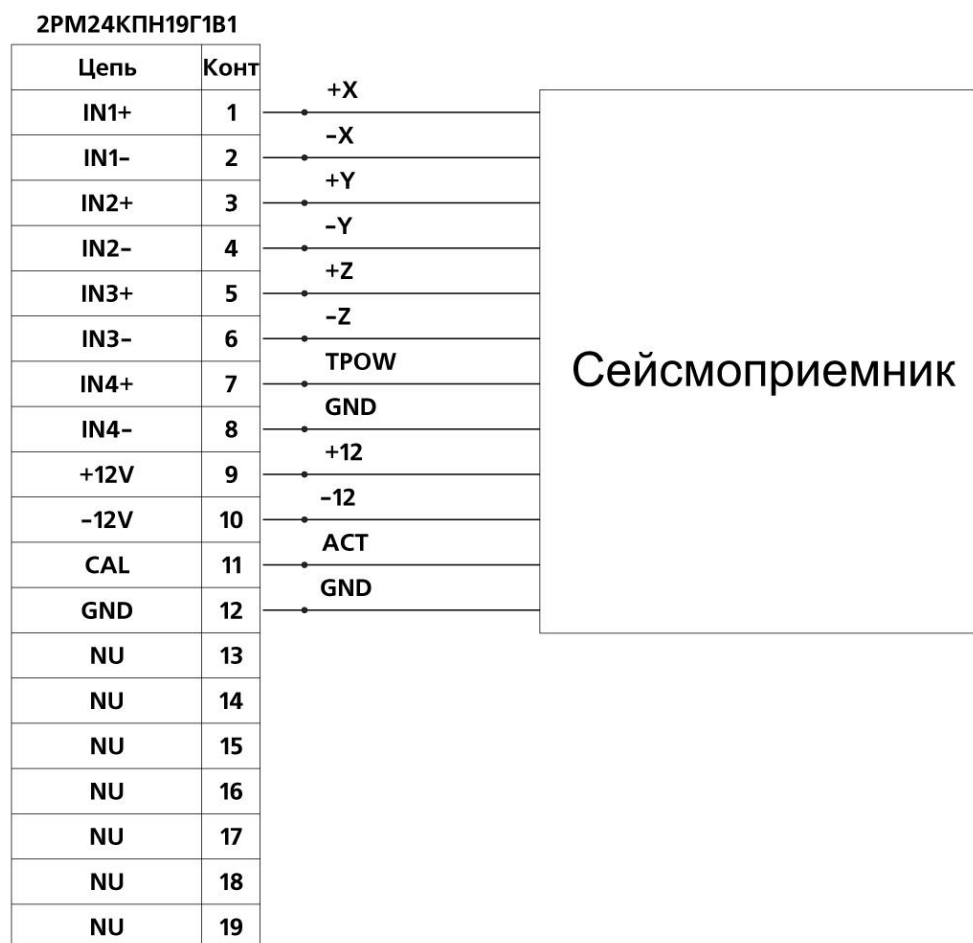 2РМ24КПН19Г1В1
Цепь Конт
IN1+ 1 +X
IN1– 2 –X
IN2+ 3 +Y
IN2– 4 –Y
IN3+ 5 +Z
IN3– 6 –Z
IN4+ 7 TPOW
IN4– 8 GND
+12V 9 +12
–12V 10 –12
CAL 11 ACT
GND 12 GND
NU 13
NU 14
NU 15
NU 16
NU 17
NU 18
NU 19
Сейсмоприемник